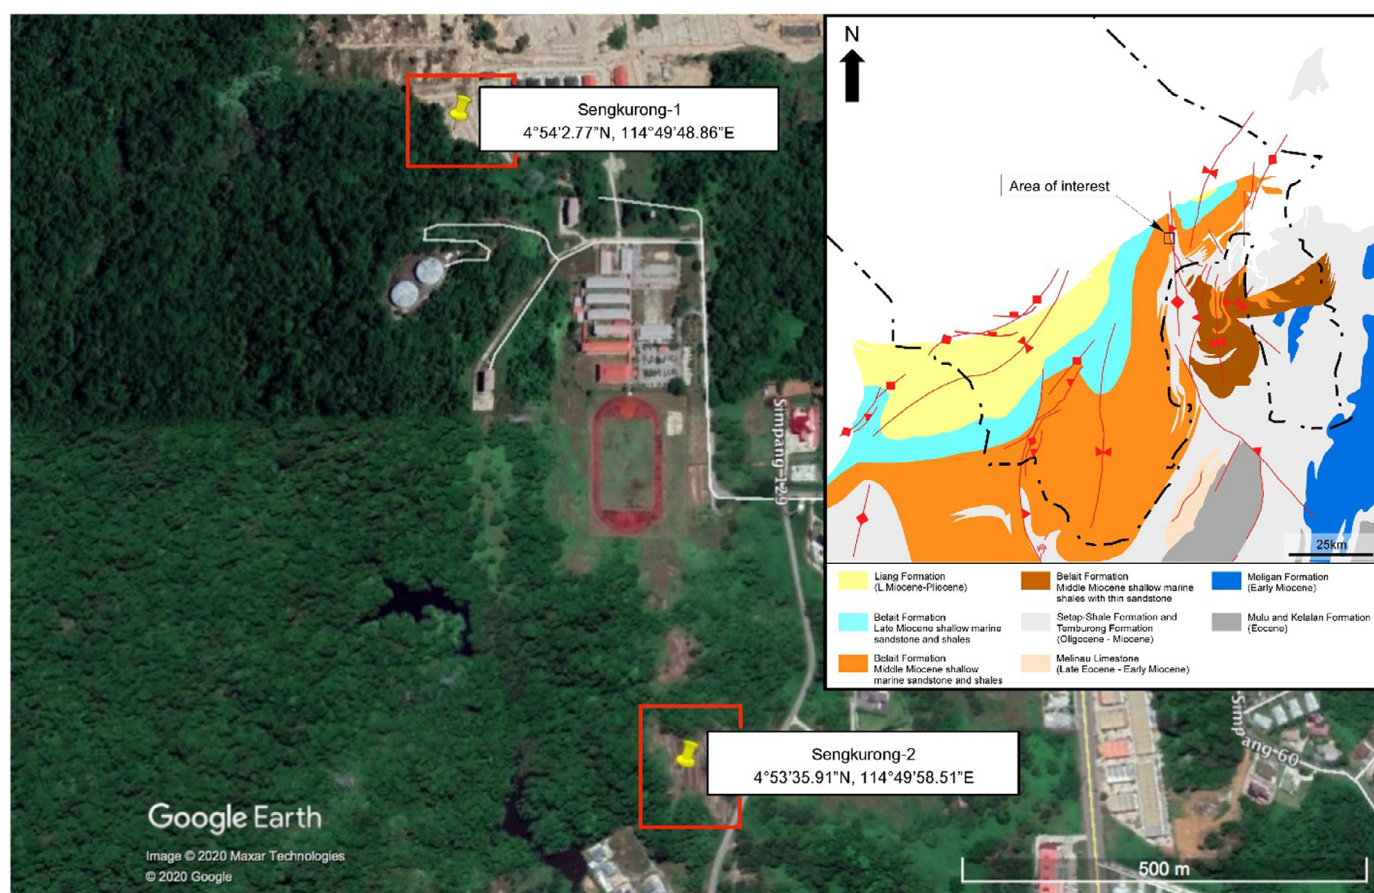 Sengkurong-1
4°54'2.77"N, 114°49'48.86"E
N
Area of interest
25km
Liang Formation
(L.Miocene-Pliocene)
Belait Formation
Late Miocene shallow marine
sandstone and shales
Belait Formation
Middle Miocene shallow
marine sandstone and shales
Belait Formation
Middle Miocene shallow marine
shales with thin sandstone
Setap-Shale Formation and
Temburong Formation
(Oligocene - Miocene)
Melinau Limestone
(Late Eocene - Early Miocene)
Meligan Formation
(Early Miocene)
Mulu and Kelalan Formation
(Eocene)
Simpang 129
Simpang 60
Sengkurong-2
4°53'35.91"N, 114°49'58.51"E
Google Earth
Image © 2020 Maxar Technologies
© 2020 Google
500 m